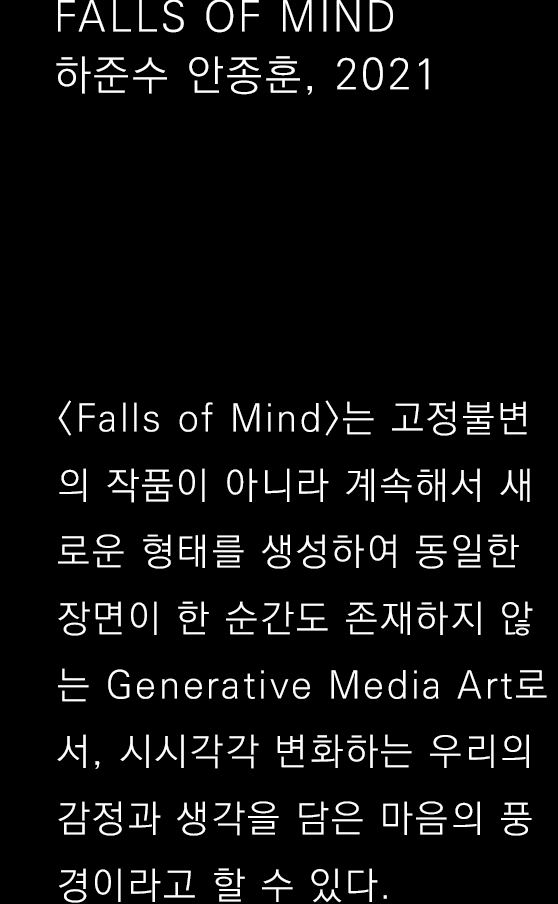 FALLS OF MIND
하준수 안종훈, 2021
〈Falls of Mind〉는 고정불변
의 작품이 아니라 계속해서 새
로운 형태를 생성하여 동일한
장면이 한 순간도 존재하지 않
는 Generative Media Art로
서, 시시각각 변화하는 우리의
감정과 생각을 담은 마음의 풍
경이라고 할 수 있다.